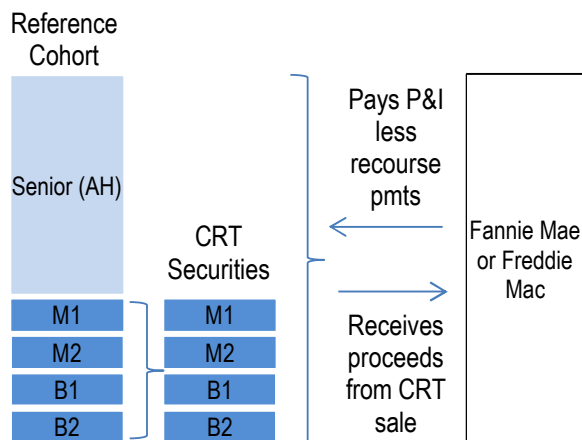 Reference
Cohort
Senior (AH)
M1
M2
B1
B2
CRT
Securities
M1
M2
B1
B2
Pays P&I
less
recourse
pmts
Receives
proceeds
from CRT
sale
Fannie Mae
or Freddie
Mac